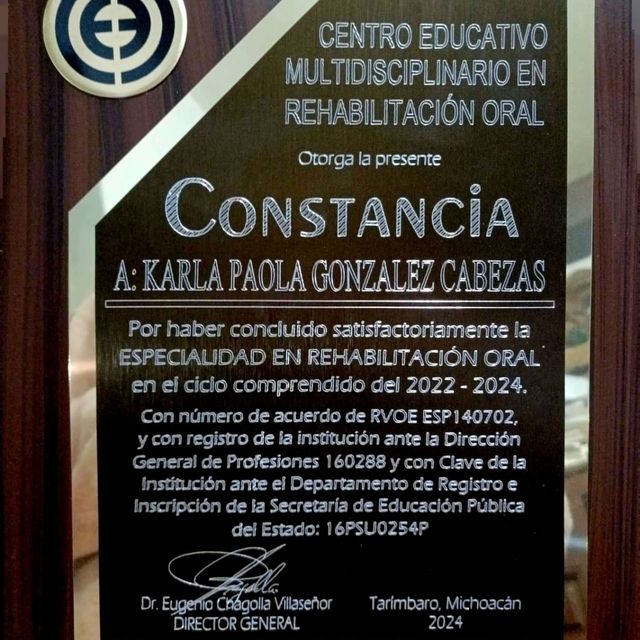 CENTRO EDUCATIVO
MULTIDISCIPLINARIO EN
REHABILITACIÓN ORAL
Otorga la presente
CONSTANCIA
A: KARLA PAOLA GONZALEZ CABEZAS
Por haber concluido satisfactoriamente la
ESPECIALIDAD EN REHABILITACIÓN ORAL
en el ciclo comprendido del 2022 - 2024.
Con número de acuerdo de RVOE ESP140702,
y con registro de la institución ante la Dirección
General de Profesiones 160288 y con Clave de la
Institución ante el Departamento de Registro e
Inscripción de la Secretaría de Educación Pública
del Estado: 16PSU0254P
Dr. Eugenio Chagolla Villaseñor
DIRECTOR GENERAL
Tarímbaro, Michoacán
2024